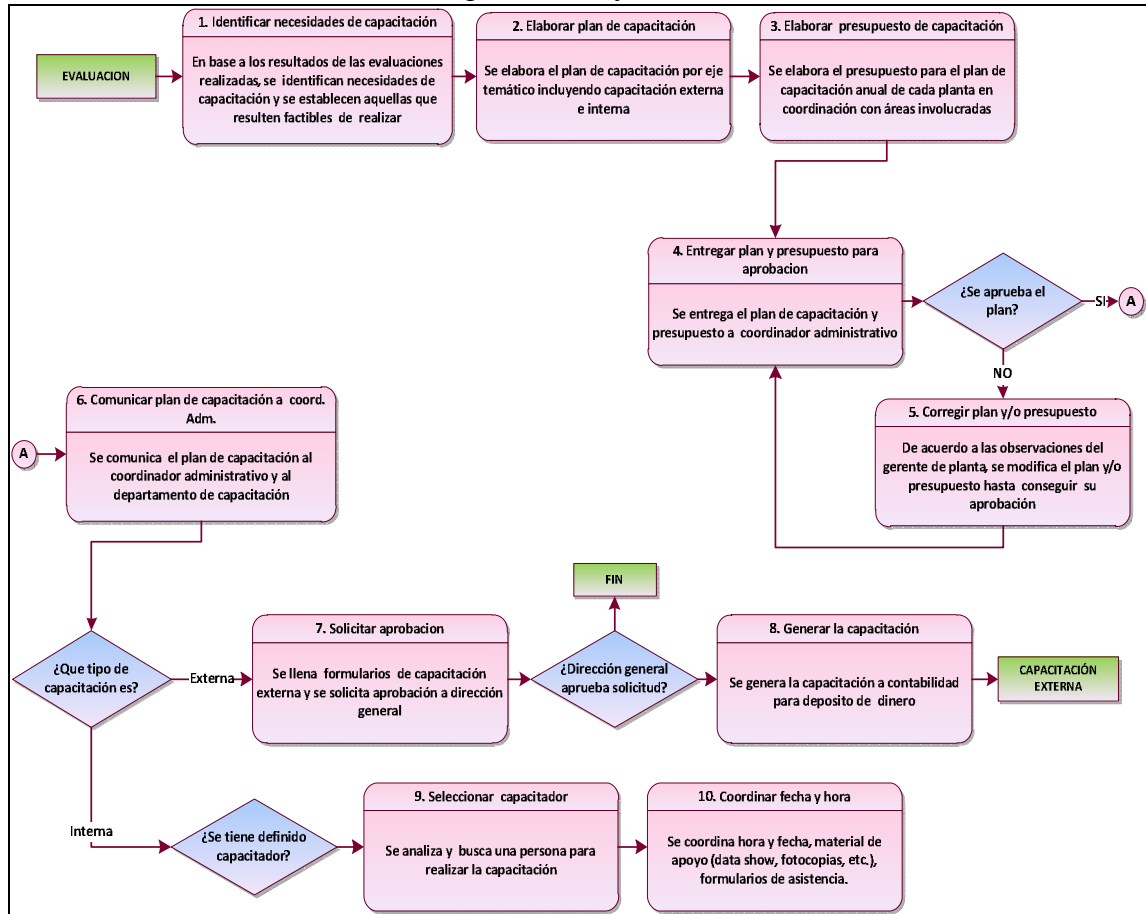 1. Identificar necesidades de capacitación
EVALUACION
En base a los resultados de las evaluaciones
realizadas, se identifican necesidades de
capacitación y se establecen aquellas que
resulten factibles de realizar
2. Elaborar plan de capacitación
Se elabora el plan de capacitación por eje
temático incluyendo capacitación externa
e interna
3. Elaborar presupuesto de capacitación
Se elabora el presupuesto para el plan de
capacitación anual de cada planta en
coordinación con áreas involucradas
4. Entregar plan y presupuesto para
aprobacion
Se entrega el plan de capacitación y
presupuesto a coordinador administrativo
¿Se aprueba el
plan?
SI
A
NO
5. Corregir plan y/o presupuesto
De acuerdo a las observaciones del
gerente de planta, se modifica el plan y/o
presupuesto hasta conseguir su
aprobación
A
6. Comunicar plan de capacitación a coord.
Adm.
Se comunica el plan de capacitación al
coordinador administrativo y al
departamento de capacitación
¿Que tipo de
capacitación es?
Externa
7. Solicitar aprobacion
Se llena formularios de capacitación
externa y se solicita aprobación a dirección
general
FIN
¿Dirección general
aprueba solicitud?
8. Generar la capacitación
Se genera la capacitación a contabilidad
para deposito de dinero
CAPACITACIÓN
EXTERNA
Interna
¿Se tiene definido
capacitador?
9. Seleccionar capacitador
Se analiza y busca una persona para
realizar la capacitación
10. Coordinar fecha y hora
Se coordina hora y fecha, material de
apoyo (data show, fotocopias, etc.),
formularios de asistencia.